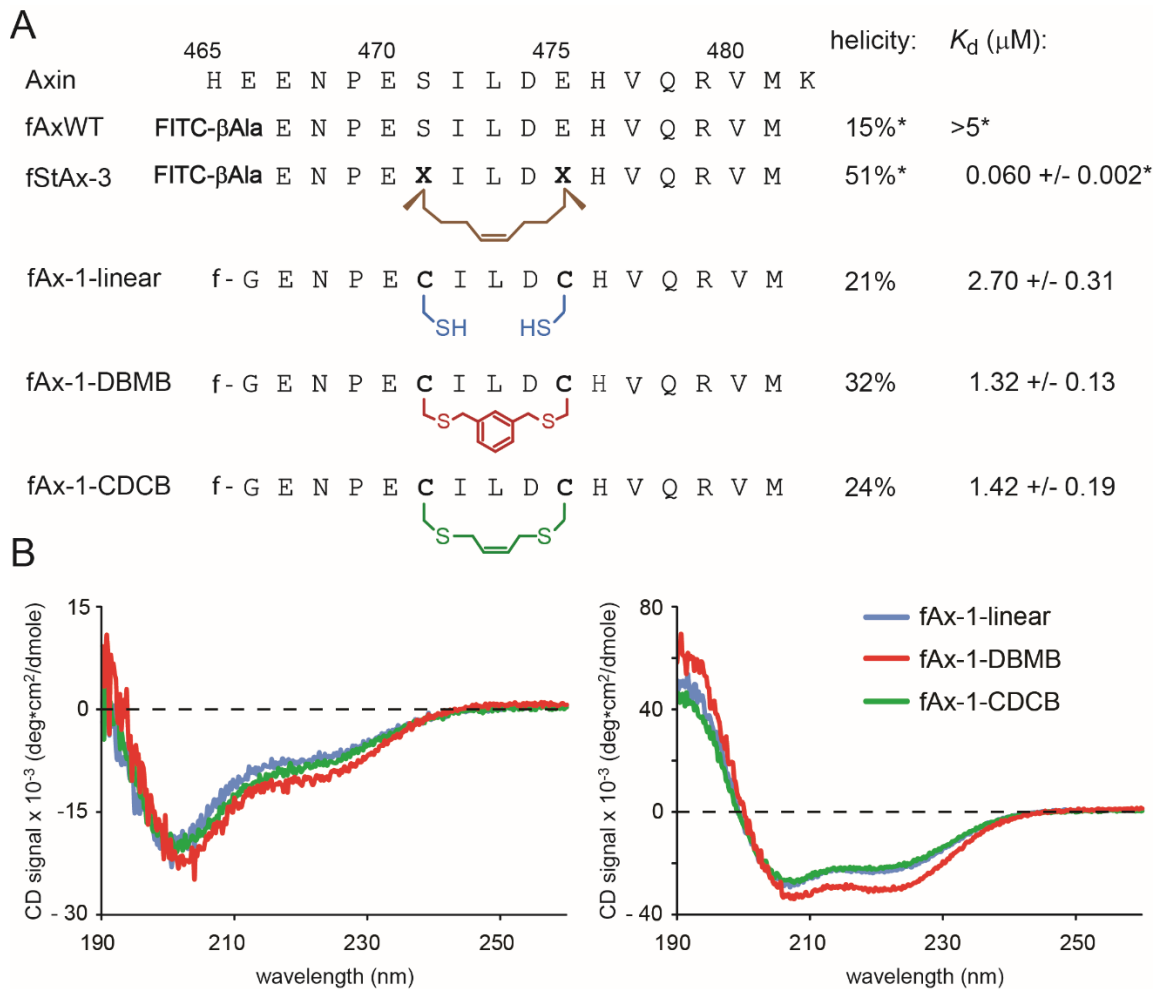 A
465 470 475 480 helicity: Kd (μM):
Axin H E E N P E S I L D E H V Q R V M K
fAxWT FITC-βAla E N P E S I L D E H V Q R V M 15%* >5*
fStAx-3 FITC-βAla E N P E X I L D X H V Q R V M 51%* 0.060 +/- 0.002*
fAx-1-linear f- G E N P E C I L D C H V Q R V M 21% 2.70 +/- 0.31
SH HS
fAx-1-DBMB f- G E N P E C I L D C H V Q R V M 32% 1.32 +/- 0.13
S S
fAx-1-CDCB f- G E N P E C I L D C H V Q R V M 24% 1.42 +/- 0.19
S S
B
CD signal x 10⁻³ (deg*cm²/dmole)
15
0
-15
-30
190 210 230 250
wavelength (nm)
CD signal x 10⁻³ (deg*cm²/dmole)
80
40
0
-40
190 210 230 250
wavelength (nm)
fAx-1-linear
fAx-1-DBMB
fAx-1-CDCB